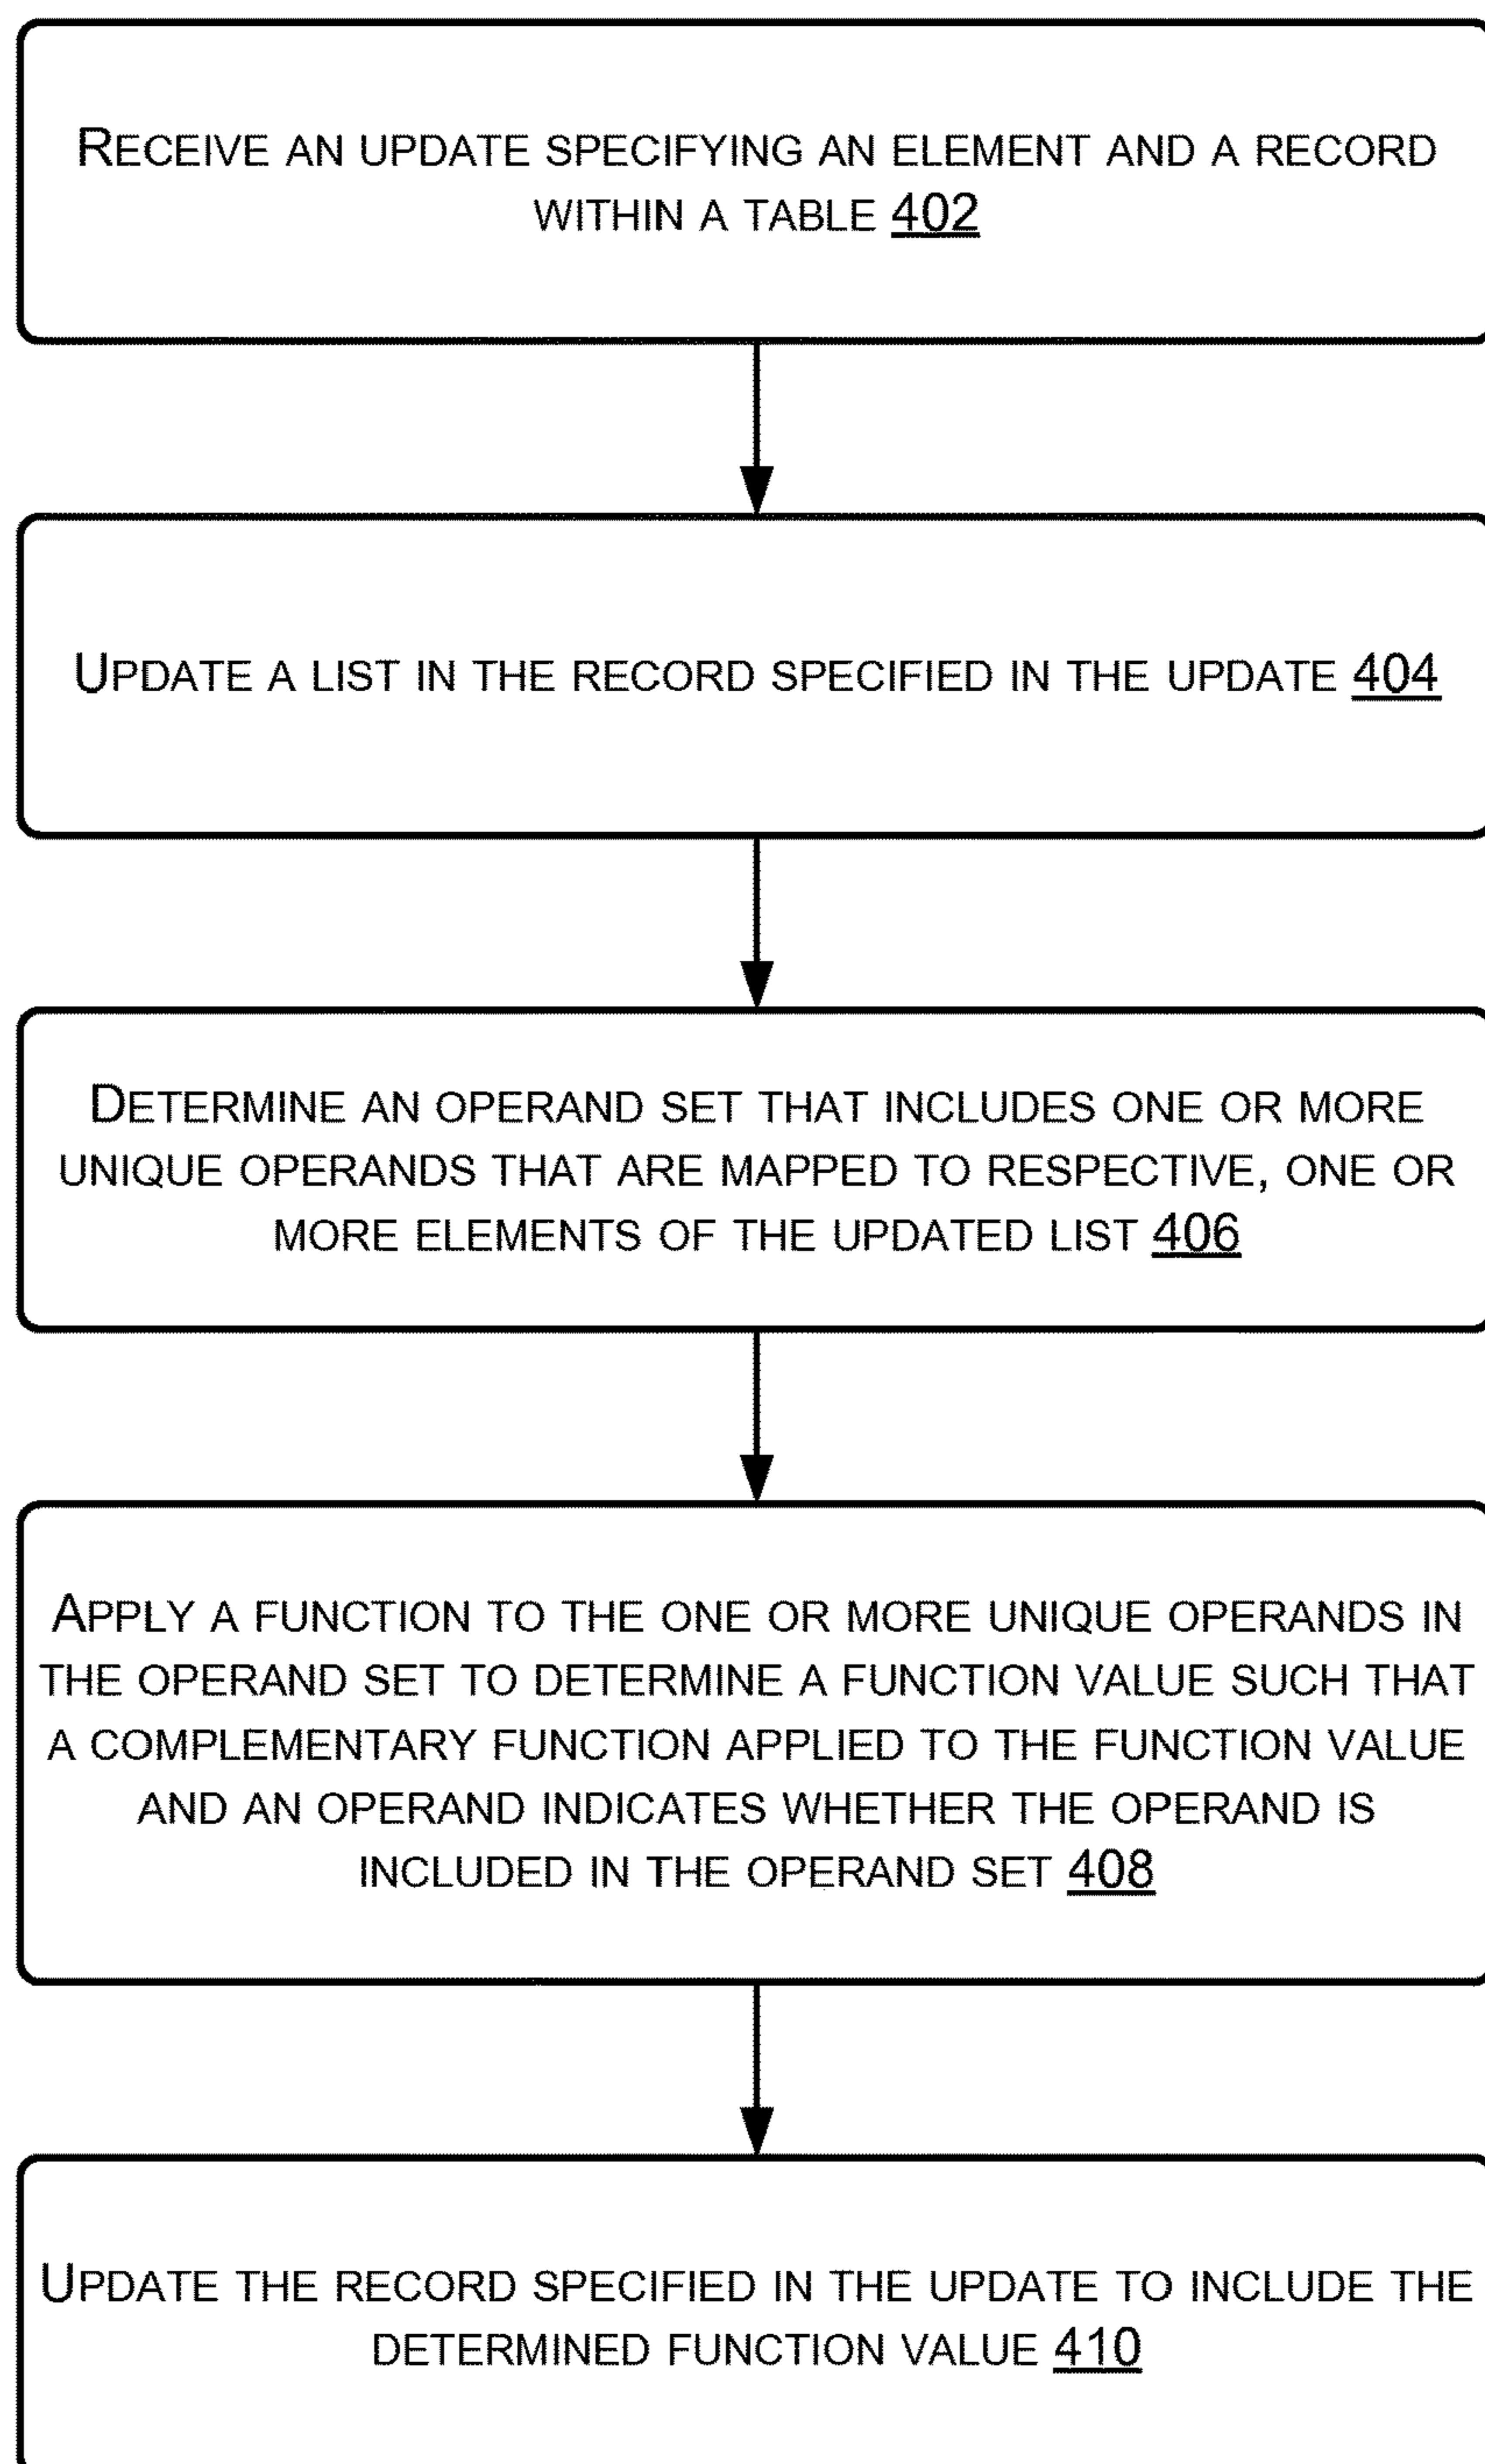 RECEIVE AN UPDATE SPECIFYING AN ELEMENT AND A RECORD
WITHIN A TABLE 402
UPDATE A LIST IN THE RECORD SPECIFIED IN THE UPDATE 404
DETERMINE AN OPERAND SET THAT INCLUDES ONE OR MORE
UNIQUE OPERANDS THAT ARE MAPPED TO RESPECTIVE, ONE OR
MORE ELEMENTS OF THE UPDATED LIST 406
APPLY A FUNCTION TO THE ONE OR MORE UNIQUE OPERANDS IN
THE OPERAND SET TO DETERMINE A FUNCTION VALUE SUCH THAT
A COMPLEMENTARY FUNCTION APPLIED TO THE FUNCTION VALUE
AND AN OPERAND INDICATES WHETHER THE OPERAND IS
INCLUDED IN THE OPERAND SET 408
UPDATE THE RECORD SPECIFIED IN THE UPDATE TO INCLUDE THE
DETERMINED FUNCTION VALUE 410